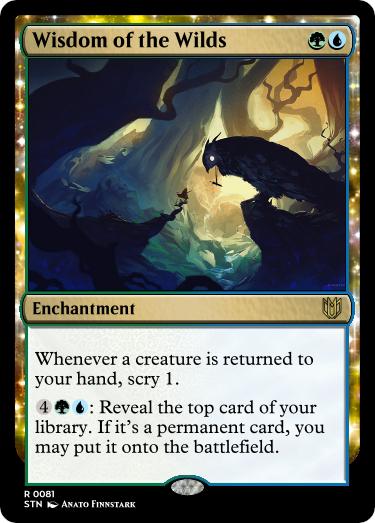 Wisdom of the Wilds
Enchantment
Whenever a creature is returned to
your hand, scry 1.
4: Reveal the top card of your
library. If it's a permanent card, you
may put it onto the battlefield.
R 0081
STN Anato Finnstark